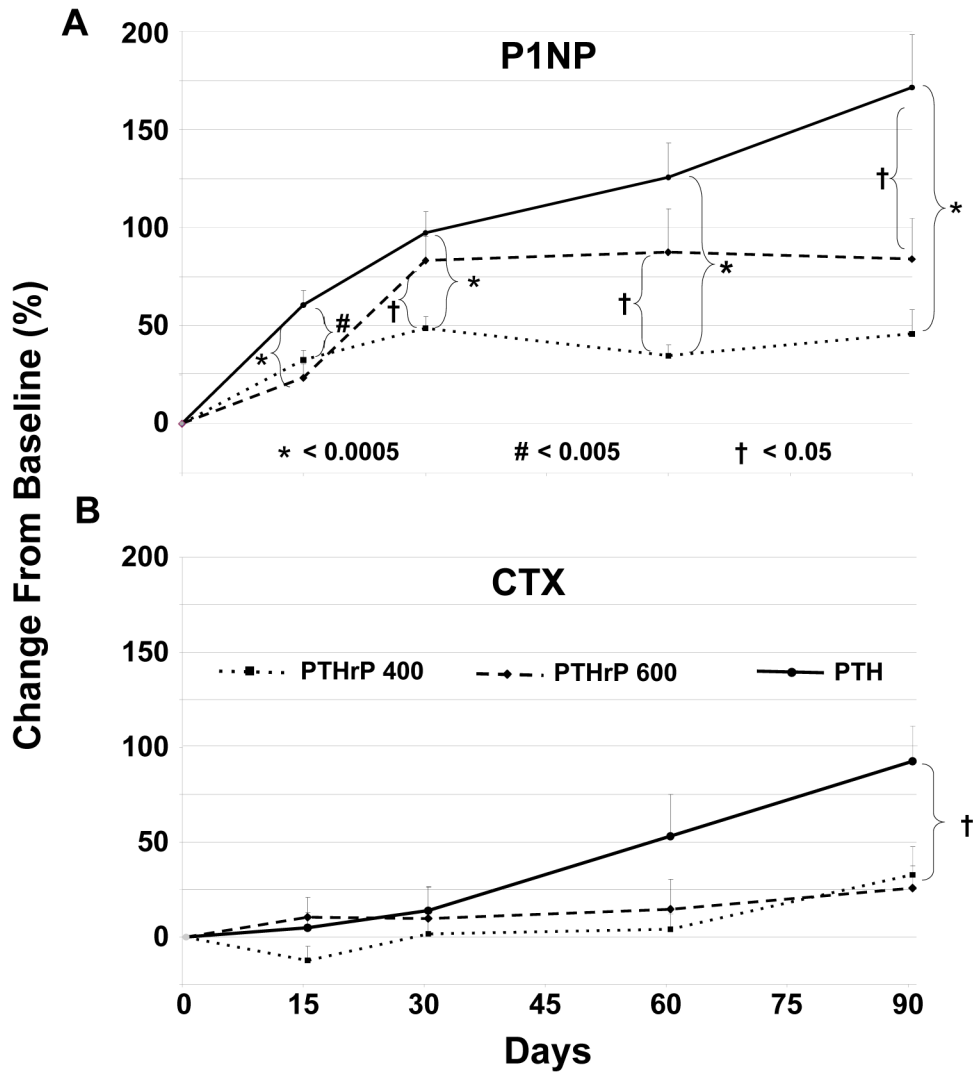 A
P1NP
200
150
100
50
0
*
#
†
*
†
*
†
*
* < 0.0005 # < 0.005 † < 0.05
Change From Baseline (%)
B
CTX
200
150
100
50
0
PTHrP 400 PTHrP 600 PTH
†
0 15 30 45 60 75 90
Days